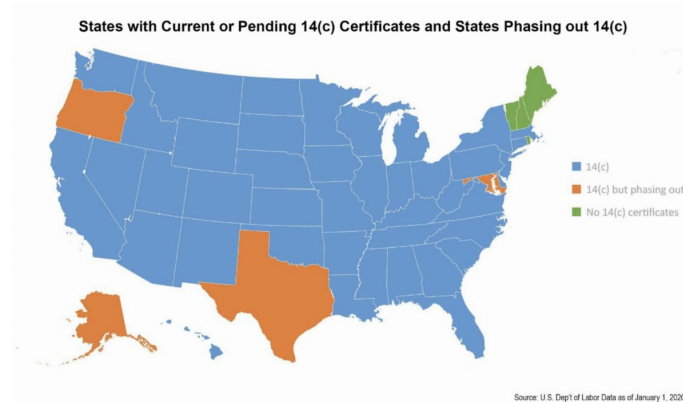 States with Current or Pending 14(c) Certificates and States Phasing out 14(c)
14(c)
14(c) but phasing out
No 14(c) certificates
Source: U.S. Dep't of Labor Data as of January 1, 2020